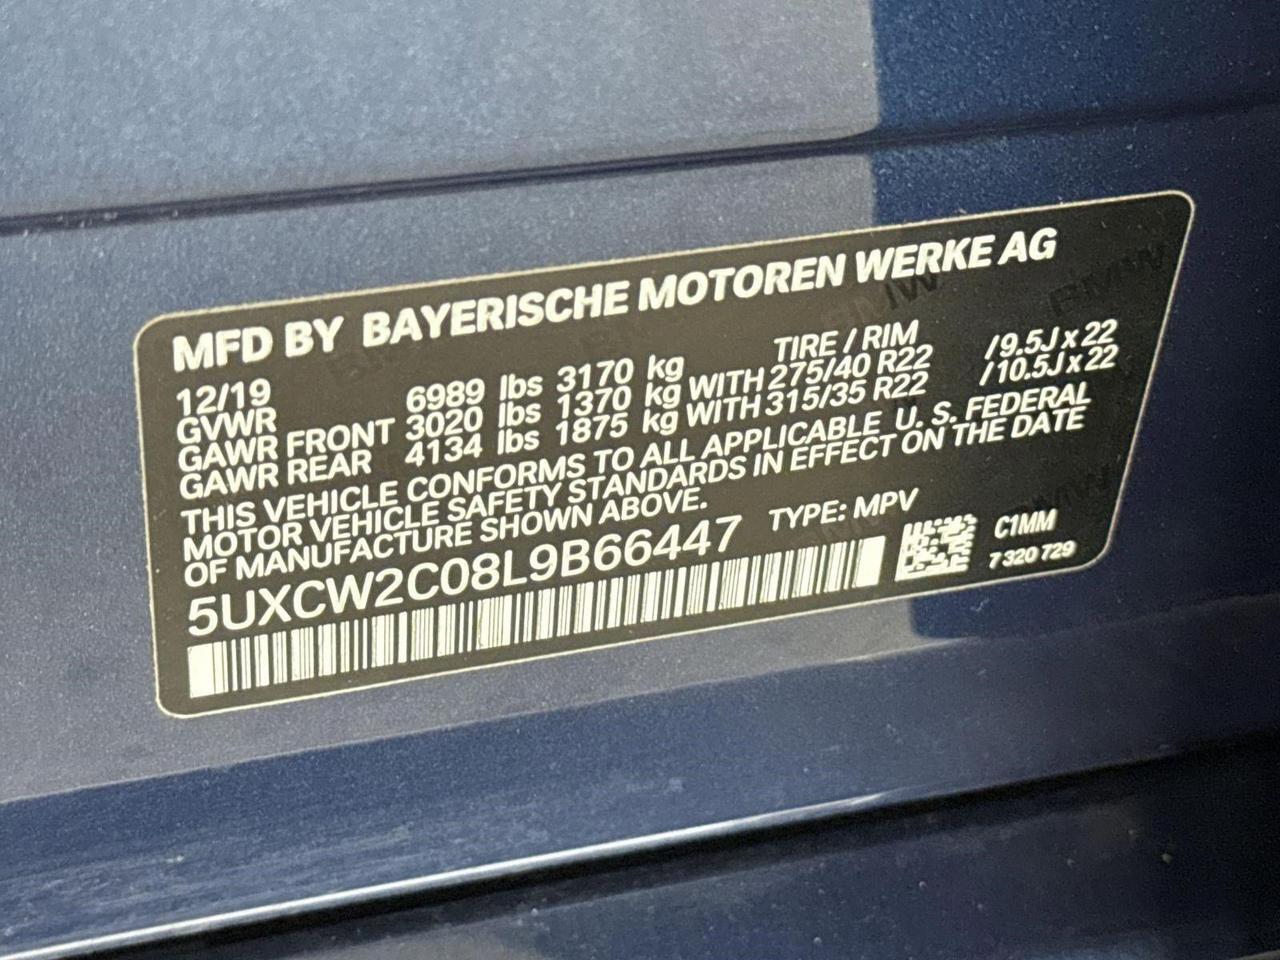 MFD BY BAYERISCHE MOTOREN WERKE AG
12/19 TIRE / RIM
GVWR 6989 lbs 3170 kg
GAWR FRONT 3020 lbs 1370 kg WITH 275/40 R22 /9.5J x 22
GAWR REAR 4134 lbs 1875 kg WITH 315/35 R22 /10.5J x 22
THIS VEHICLE CONFORMS TO ALL APPLICABLE U. S. FEDERAL
MOTOR VEHICLE SAFETY STANDARDS IN EFFECT ON THE DATE
OF MANUFACTURE SHOWN ABOVE.
5UXCW2C08L9B66447 TYPE: MPV
C1MM
7 320 729